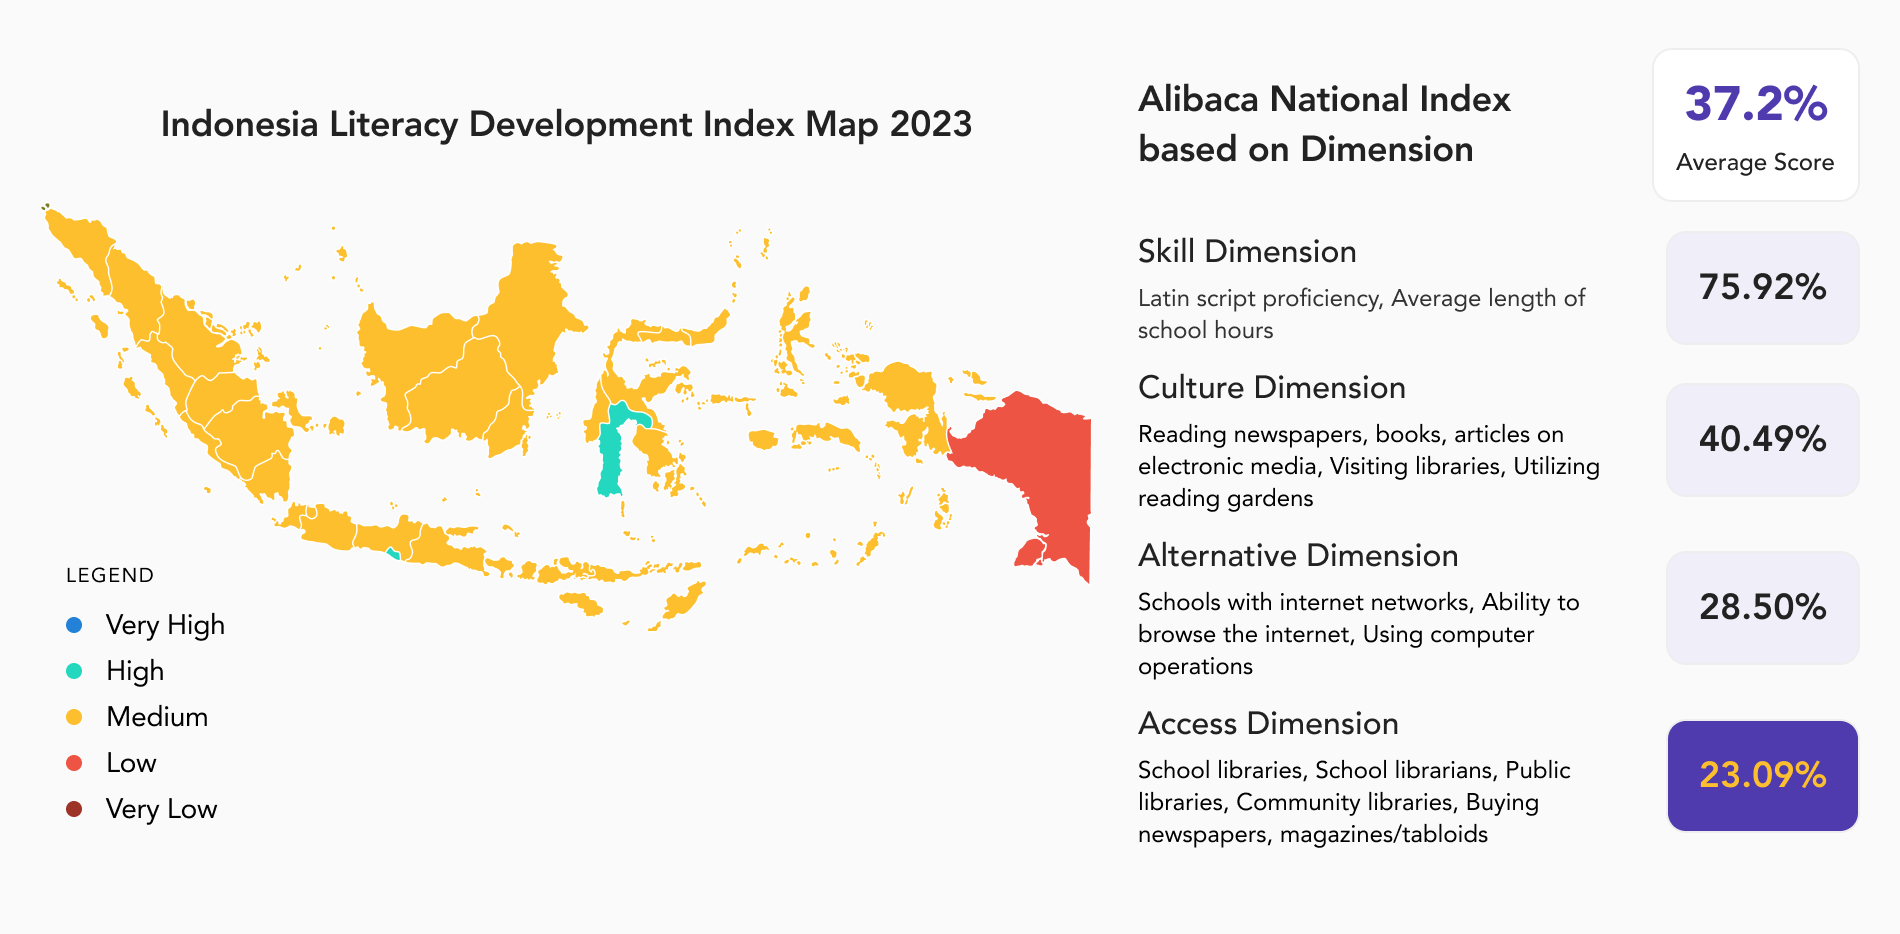 Indonesia Literacy Development Index Map 2023
LEGEND
Very High
High
Medium
Low
Very Low
Alibaca National Index
based on Dimension
37.2%
Average Score
Skill Dimension
Latin script proficiency, Average length of
school hours
75.92%
Culture Dimension
Reading newspapers, books, articles on
electronic media, Visiting libraries, Utilizing
reading gardens
40.49%
Alternative Dimension
Schools with internet networks, Ability to
browse the internet, Using computer
operations
28.50%
Access Dimension
School libraries, School librarians, Public
libraries, Community libraries, Buying
newspapers, magazines/tabloids
23.09%